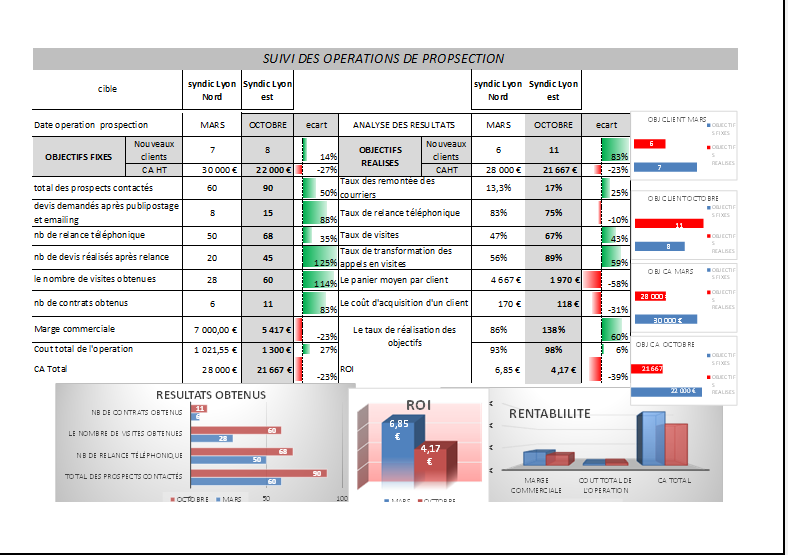 SUIVI DES OPERATIONS DE PROPSECTION
cible
syndic Lyon Nord
Syndic Lyon est
syndic Lyon Nord
Syndic Lyon est
Date operation prospection MARS OCTOBRE ecart ANALYSE DES RESULTATS MARS OCTOBRE ecart
OBJECTIFS FIXES Nouveaux clients 7 8 14% OBJECTIFS REALISES Nouveaux clients 6 11 83%
CA HT 30 000 € 22 000 € -27% CAHT 28 000 € 21 667 € -23%
total des prospects contactés 60 90 50% Taux des remontée des courriers 13,3% 17% 25%
devis demandés après publipostage et emailing 8 15 88% Taux de relance téléphonique 83% 75% -10%
nb de relance téléphonique 50 68 35% Taux de visites 47% 67% 43%
nb de devis réalisés après relance 20 45 125% Taux de transformation des appels en visites 56% 89% 59%
le nombre de visites obtenues 28 60 114% Le panier moyen par client 4 667 € 1 970 € -58%
nb de contrats obtenus 6 11 83% Le coût d'acquisition d'un client 170 € 118 € -31%
Marge commerciale 7 000,00 € 5 417 € -23% Le taux de réalisation des objectifs 86% 138% 60%
Cout total de l'operation 1 021,55 € 1 300 € 27% 93% 98% 6%
CA Total 28 000 € 21 667 € -23% ROI 6,85 € 4,17 € -39%
OBJ CLIENT MARS
OBJECTIFS FIXES
6
7
OBJECTIFS REALISES
OBJ CLIENT OCTOBRE
OBJECTIFS FIXES
11
8
OBJECTIFS REALISES
OBJ CA MARS
OBJECTIFS FIXES
28 000
30 000 €
OBJECTIFS REALISES
OBJ CA OCTOBRE
OBJECTIFS FIXES
21667
22 000 €
OBJECTIFS REALISES
RESULTATS OBTENUS
NB DE CONTRATS OBTENUS 11
6
LE NOMBRE DE VISITES OBTENUES 60
28
NB DE RELANCE TÉLÉPHONIQUE 68
50
TOTAL DES PROSPECTS CONTACTÉS 90
60
0 50 100
OCTOBRE MARS
ROI
6,85 €
4,17 €
MARS OCTOBRE
RENTABLILITE
€
€
€
MARGE COMMERCIALE
COUT TOTAL DE L'OPERATION
CA TOTAL